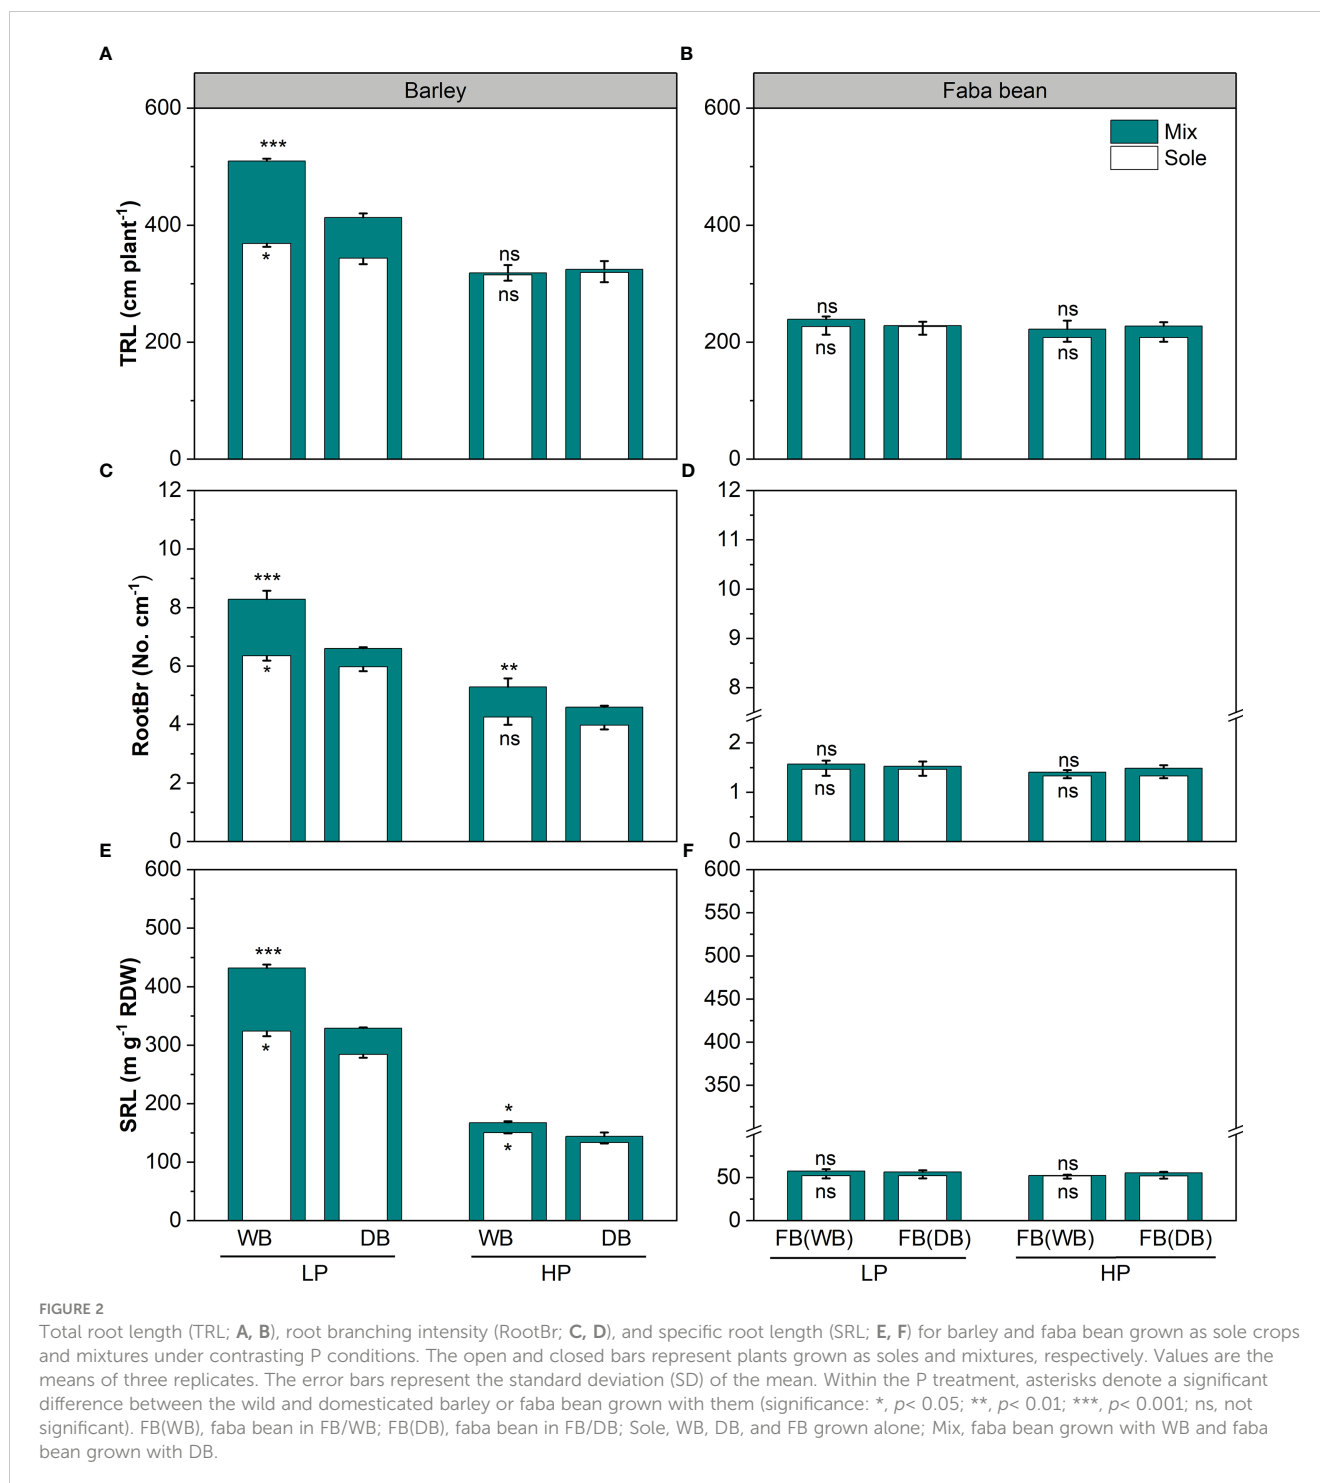 A
B
Barley
Faba bean
600
400
200
0
TRL (cm plant-1)
***
*
ns
ns
600
400
200
0
Mix
Sole
ns
ns
ns
ns
C
D
12
10
8
6
4
2
0
RootBr (No. cm-1)
***
*
**
ns
12
11
10
9
8
2
1
0
ns
ns
ns
ns
E
F
600
500
400
300
200
100
0
SRL (m g-1 RDW)
***
*
*
*
600
550
500
450
400
350
50
0
ns
ns
ns
ns
WB DB WB DB
LP HP
FB(WB) FB(DB) FB(WB) FB(DB)
LP HP
FIGURE 2
Total root length (TRL; A, B), root branching intensity (RootBr; C, D), and specific root length (SRL; E, F) for barley and faba bean grown as sole crops
and mixtures under contrasting P conditions. The open and closed bars represent plants grown as soles and mixtures, respectively. Values are the
means of three replicates. The error bars represent the standard deviation (SD) of the mean. Within the P treatment, asterisks denote a significant
difference between the wild and domesticated barley or faba bean grown with them (significance: *, p< 0.05; **, p< 0.01; ***, p< 0.001; ns, not
significant). FB(WB), faba bean in FB/WB; FB(DB), faba bean in FB/DB; Sole, WB, DB, and FB grown alone; Mix, faba bean grown with WB and faba
bean grown with DB.